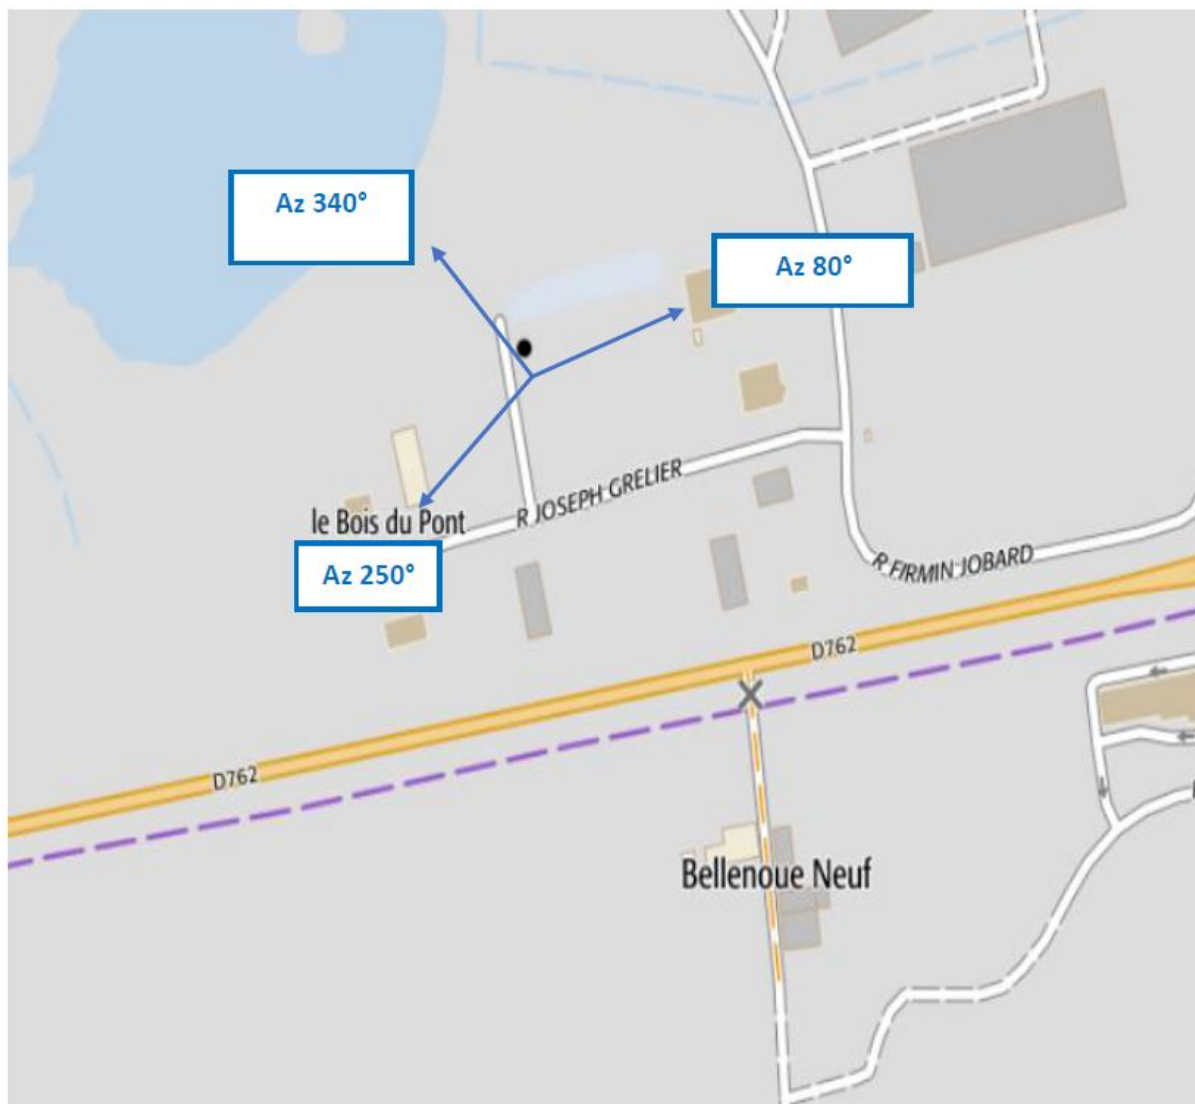 Az 340°
Az 80°
R JOSEPH GRELIER
le Bois du Pont
Az 250°
R FIRMIN JOBARD
D762
D762
Bellenoue Neuf